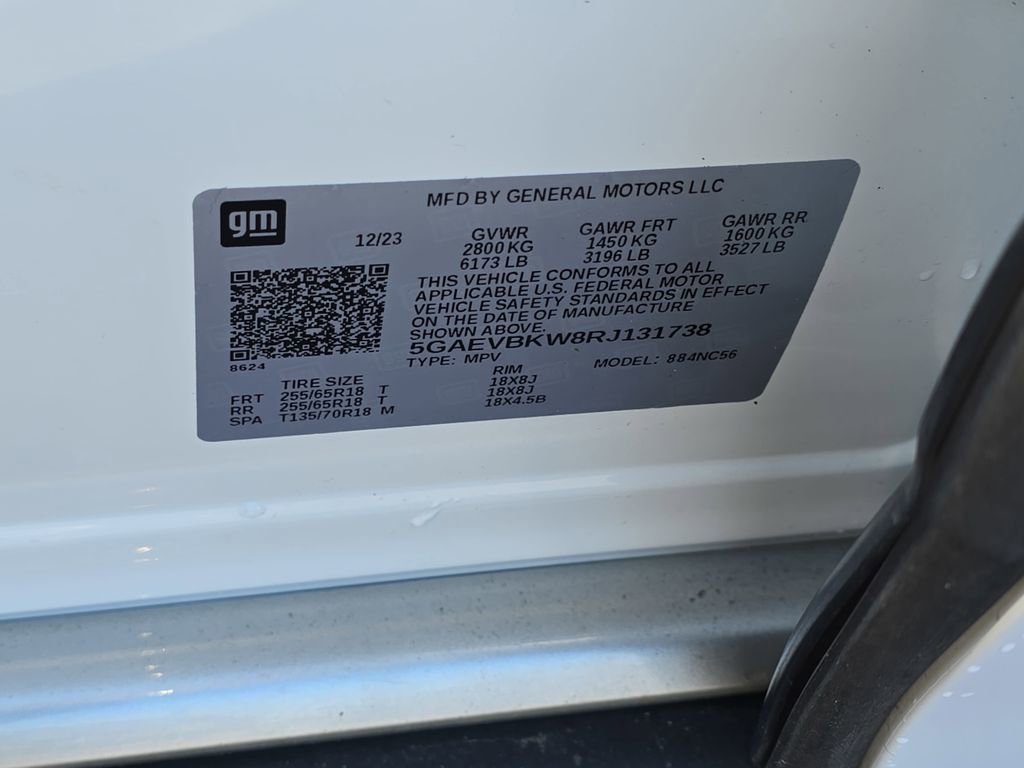 MFD BY GENERAL MOTORS LLC
gm
12/23
GVWR GAWR FRT GAWR RR
2800 KG 1450 KG 1600 KG
6173 LB 3196 LB 3527 LB
THIS VEHICLE CONFORMS TO ALL
APPLICABLE U.S. FEDERAL MOTOR
VEHICLE SAFETY STANDARDS IN EFFECT
ON THE DATE OF MANUFACTURE
SHOWN ABOVE.
5GAEVBKW8RJ131738
TYPE: MPV MODEL: 884NC56
8624
TIRE SIZE RIM
FRT 255/65R18 T 18X8J
RR 255/65R18 T 18X8J
SPA T135/70R18 M 18X4.5B